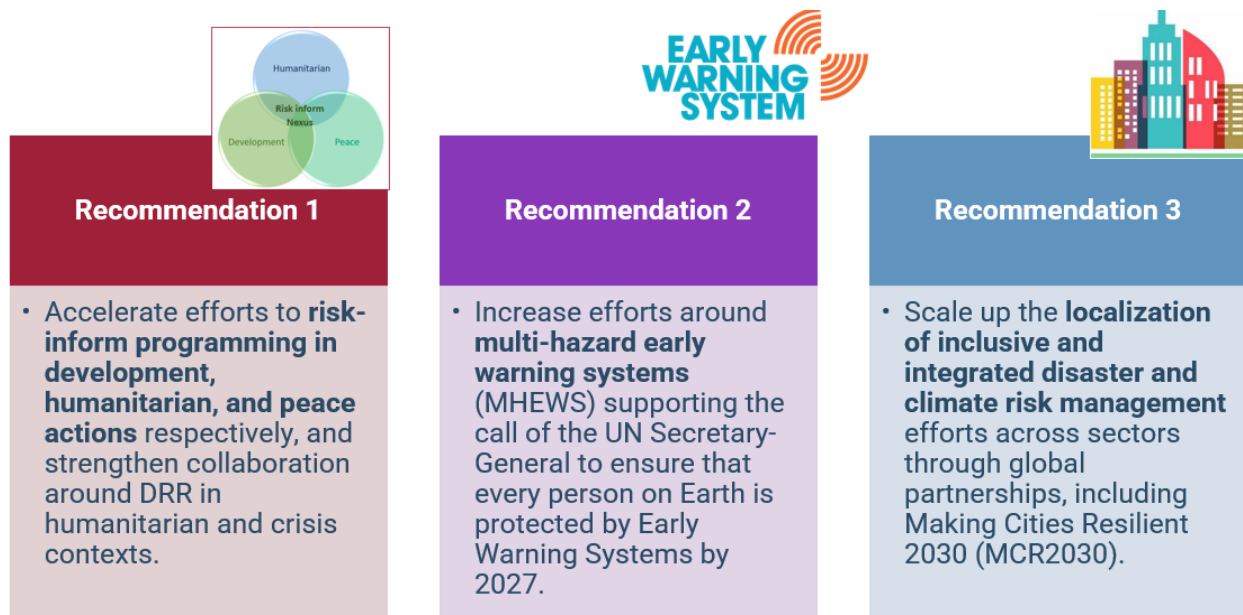 Humanitarian
Risk inform
Nexus
Development
Peace
EARLY
WARNING
SYSTEM
Recommendation 1
• Accelerate efforts to risk-
inform programming in
development,
humanitarian, and peace
actions respectively, and
strengthen collaboration
around DRR in
humanitarian and crisis
contexts.
Recommendation 2
• Increase efforts around
multi-hazard early
warning systems
(MHEWS) supporting the
call of the UN Secretary-
General to ensure that
every person on Earth is
protected by Early
Warning Systems by
2027.
Recommendation 3
• Scale up the localization
of inclusive and
integrated disaster and
climate risk management
efforts across sectors
through global
partnerships, including
Making Cities Resilient
2030 (MCR2030).